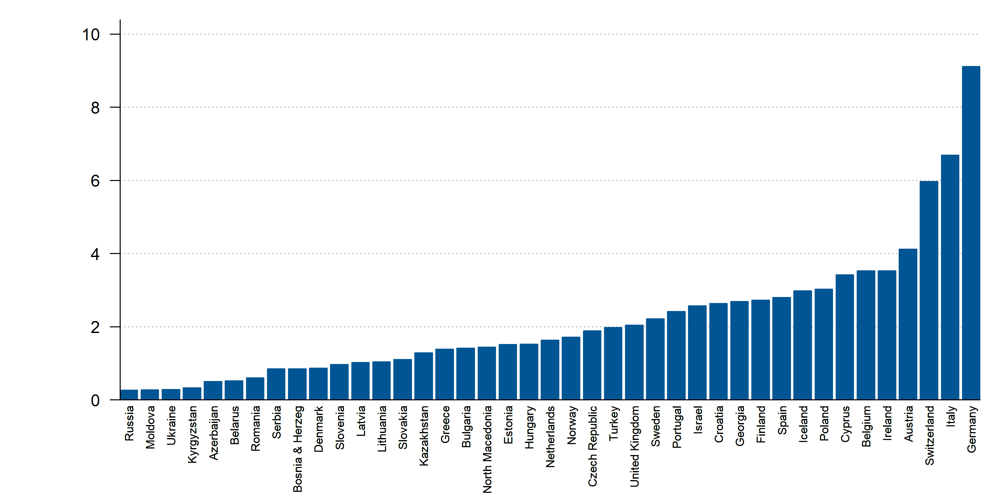 10
8
6
4
2
0
Russia
Moldova
Ukraine
Kyrgyzstan
Azerbaijan
Belarus
Romania
Serbia
Bosnia & Herzeg
Denmark
Slovenia
Latvia
Lithuania
Slovakia
Kazakhstan
Greece
Bulgaria
North Macedonia
Estonia
Hungary
Netherlands
Norway
Czech Republic
Turkey
United Kingdom
Sweden
Portugal
Israel
Croatia
Georgia
Finland
Spain
Iceland
Poland
Cyprus
Belgium
Ireland
Austria
Switzerland
Italy
Germany